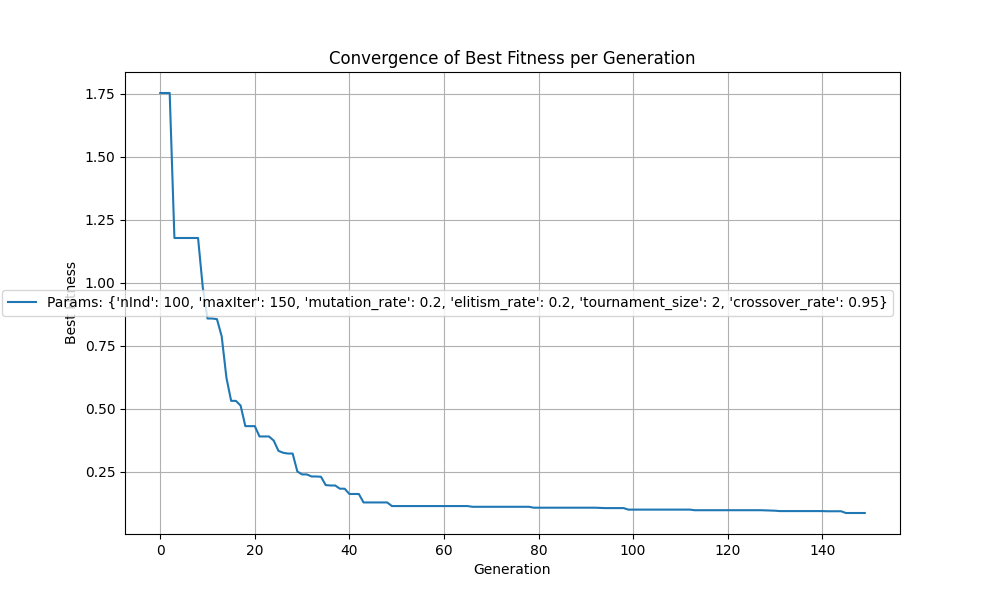 Convergence of Best Fitness per Generation
1.75
1.50
1.25
1.00
0.75
0.50
0.25
Best
Params: {'nInd': 100, 'maxIter': 150, 'mutation_rate': 0.2, 'elitism_rate': 0.2, 'tournament_size': 2, 'crossover_rate': 0.95}
0 20 40 60 80 100 120 140
Generation